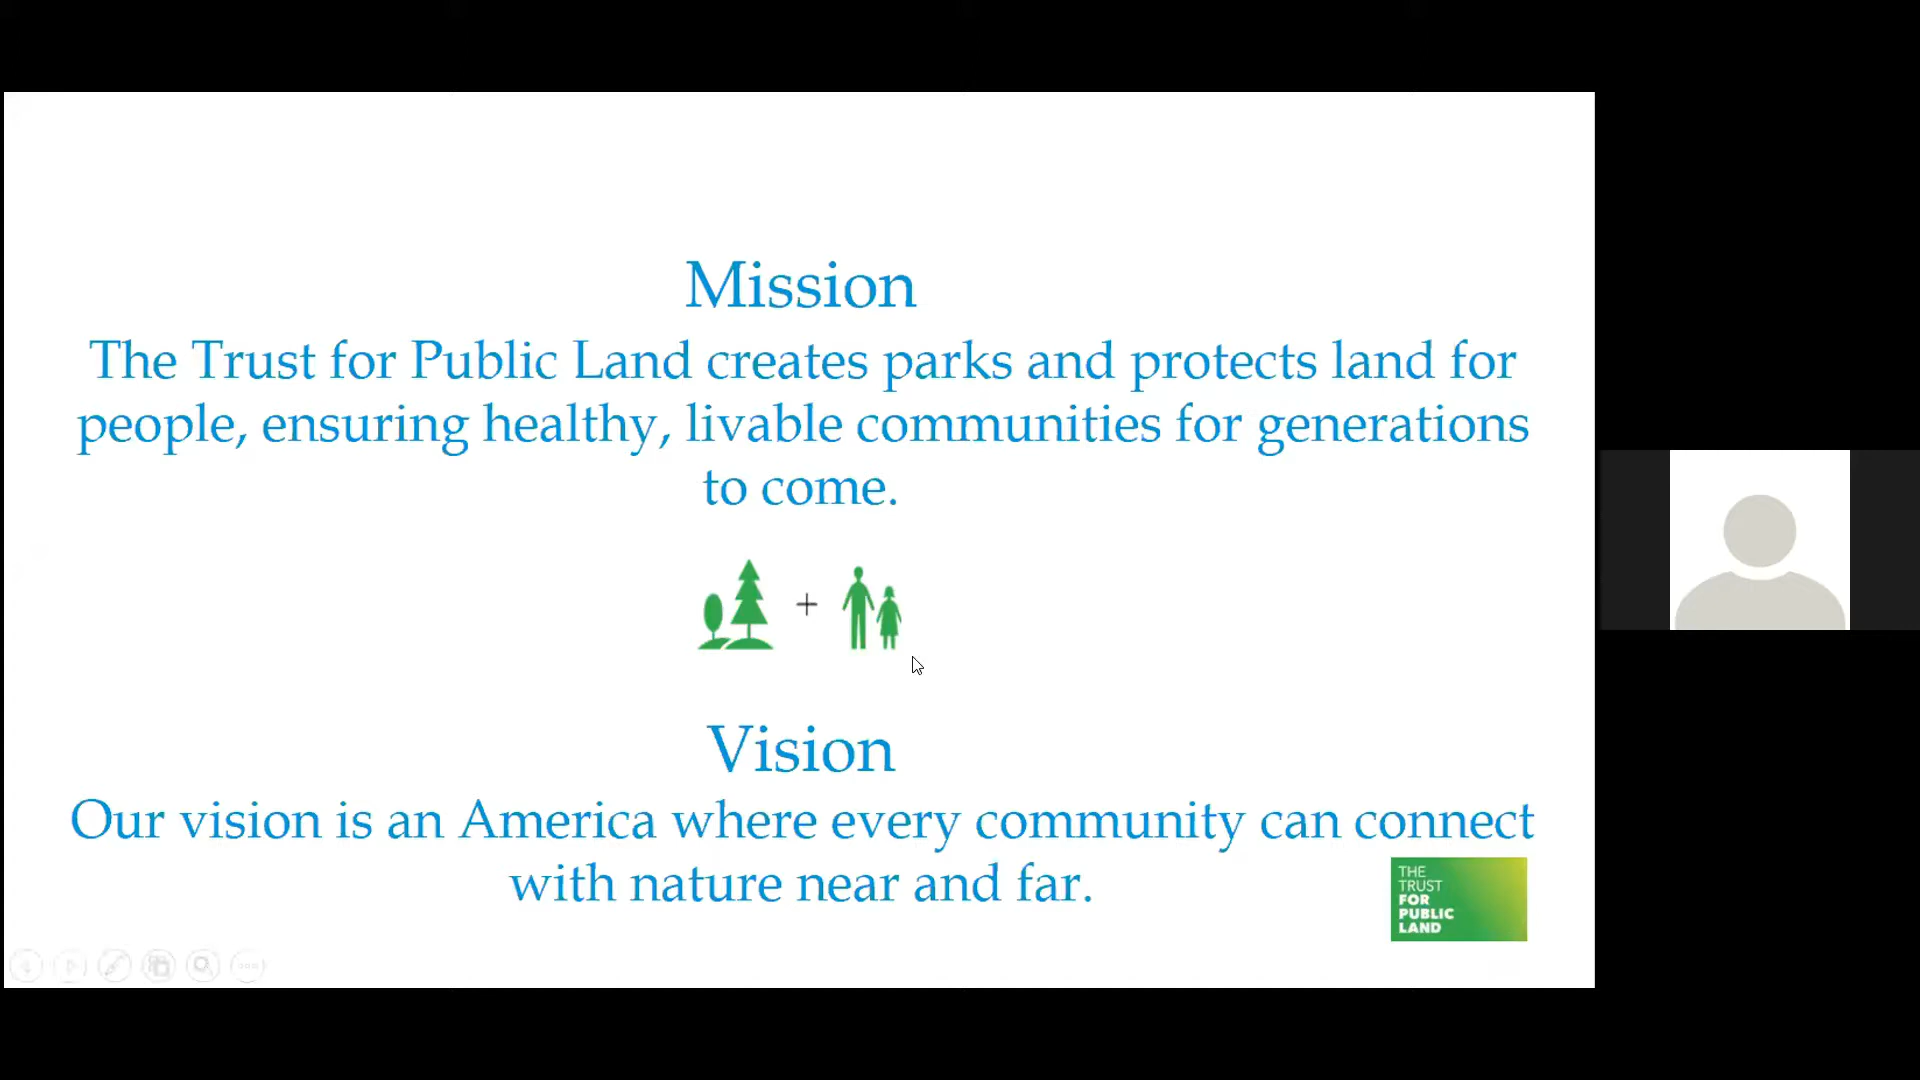 Mission
The Trust for Public Land creates parks and protects land for
people, ensuring healthy, livable communities for generations
to come.
+
Vision
Our vision is an America where every community can connect
with nature near and far.
THE
TRUST
FOR
PUBLIC
LAND